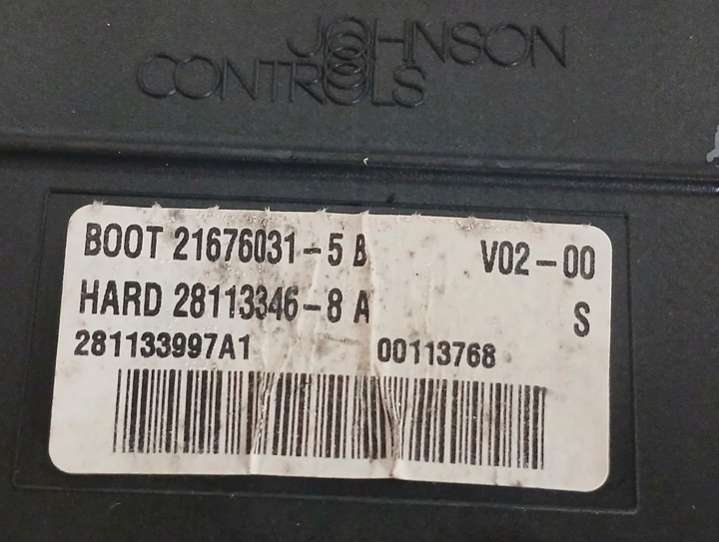 JOHNSON
CONTROLS
BOOT 21676031-5 B V02-00
HARD 28113346-8 A S
281133997A1 00113768